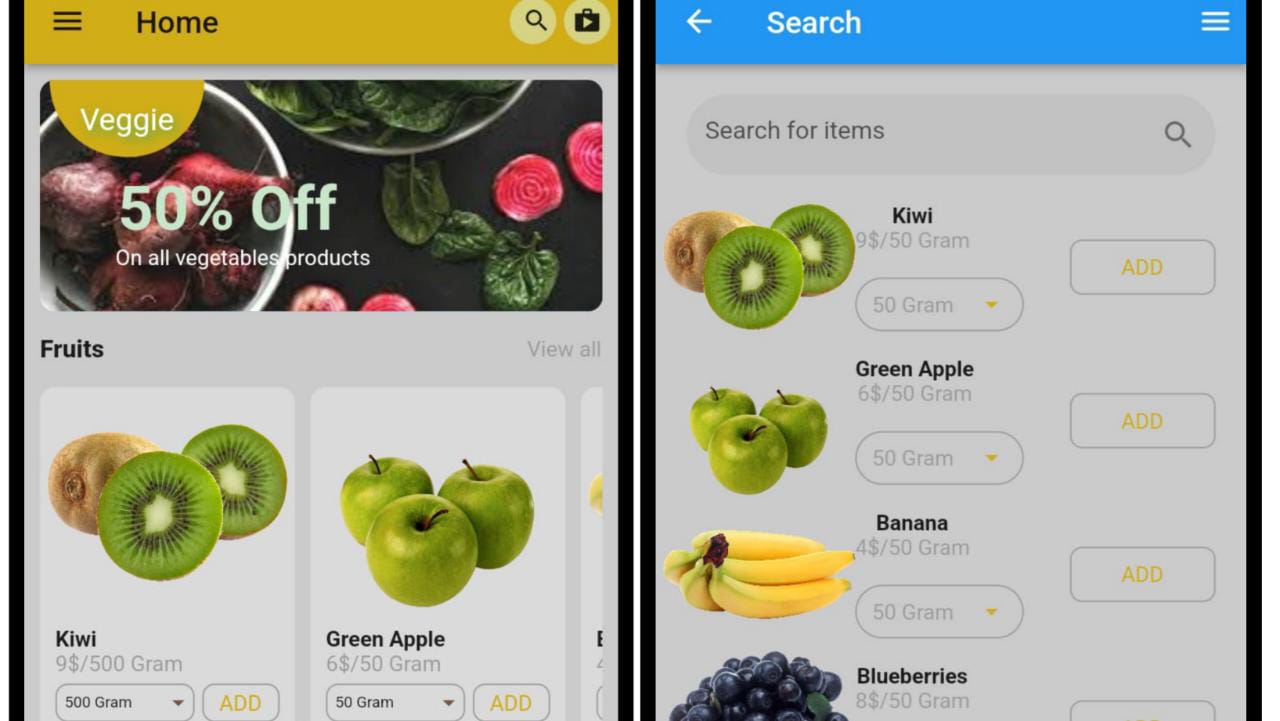 Home
Veggie
50% Off
On all vegetables products
Fruits
View all
Kiwi
9$/500 Gram
500 Gram
ADD
Green Apple
6$/50 Gram
50 Gram
ADD
Search
Search for items
Kiwi
9$/50 Gram
50 Gram
ADD
Green Apple
6$/50 Gram
50 Gram
ADD
Banana
4$/50 Gram
50 Gram
ADD
Blueberries
8$/50 Gram